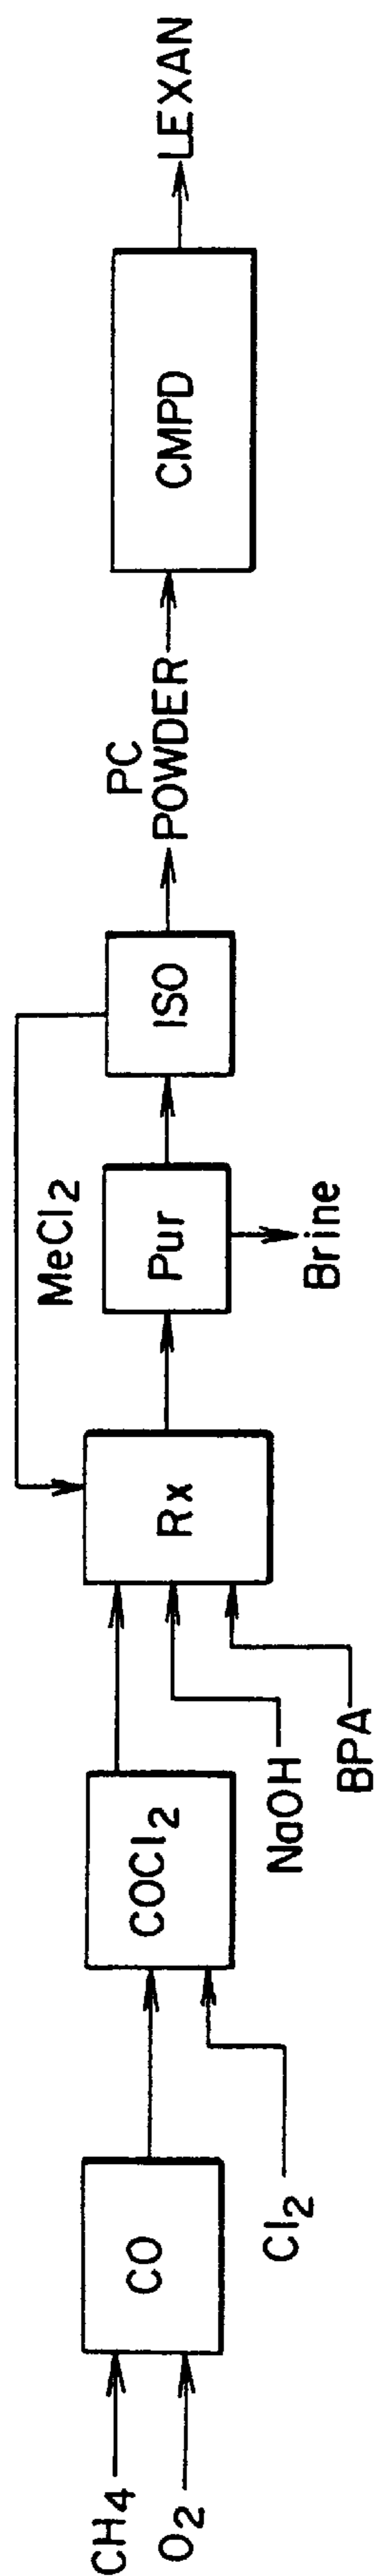 CH4
O2
CO
Cl2
COCl2
NaOH
BPA
Rx
MeCl2
Pur
Brine
ISO
PC
POWDER
CMPD
LEXAN